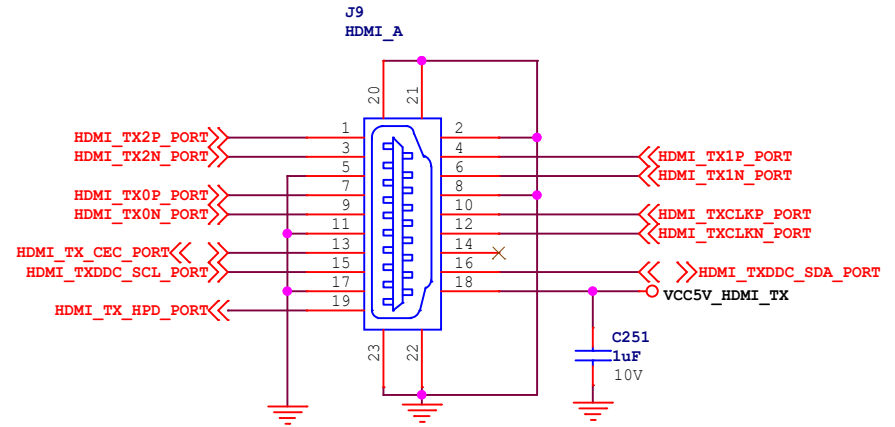 J9
HDMI_A
20
21
HDMI_TX2P_PORT 1
2
HDMI_TX2N_PORT 3
4 HDMI_TX1P_PORT
5
6 HDMI_TX1N_PORT
HDMI_TX0P_PORT 7
8
HDMI_TX0N_PORT 9
10 HDMI_TXCLKP_PORT
11
12 HDMI_TXCLKN_PORT
HDMI_TX_CEC_PORT 13
14
HDMI_TXDDC_SCL_PORT 15
16 HDMI_TXDDC_SDA_PORT
17
18 VCC5V_HDMI_TX
HDMI_TX_HPD_PORT 19
23
22
C251
1uF
10V